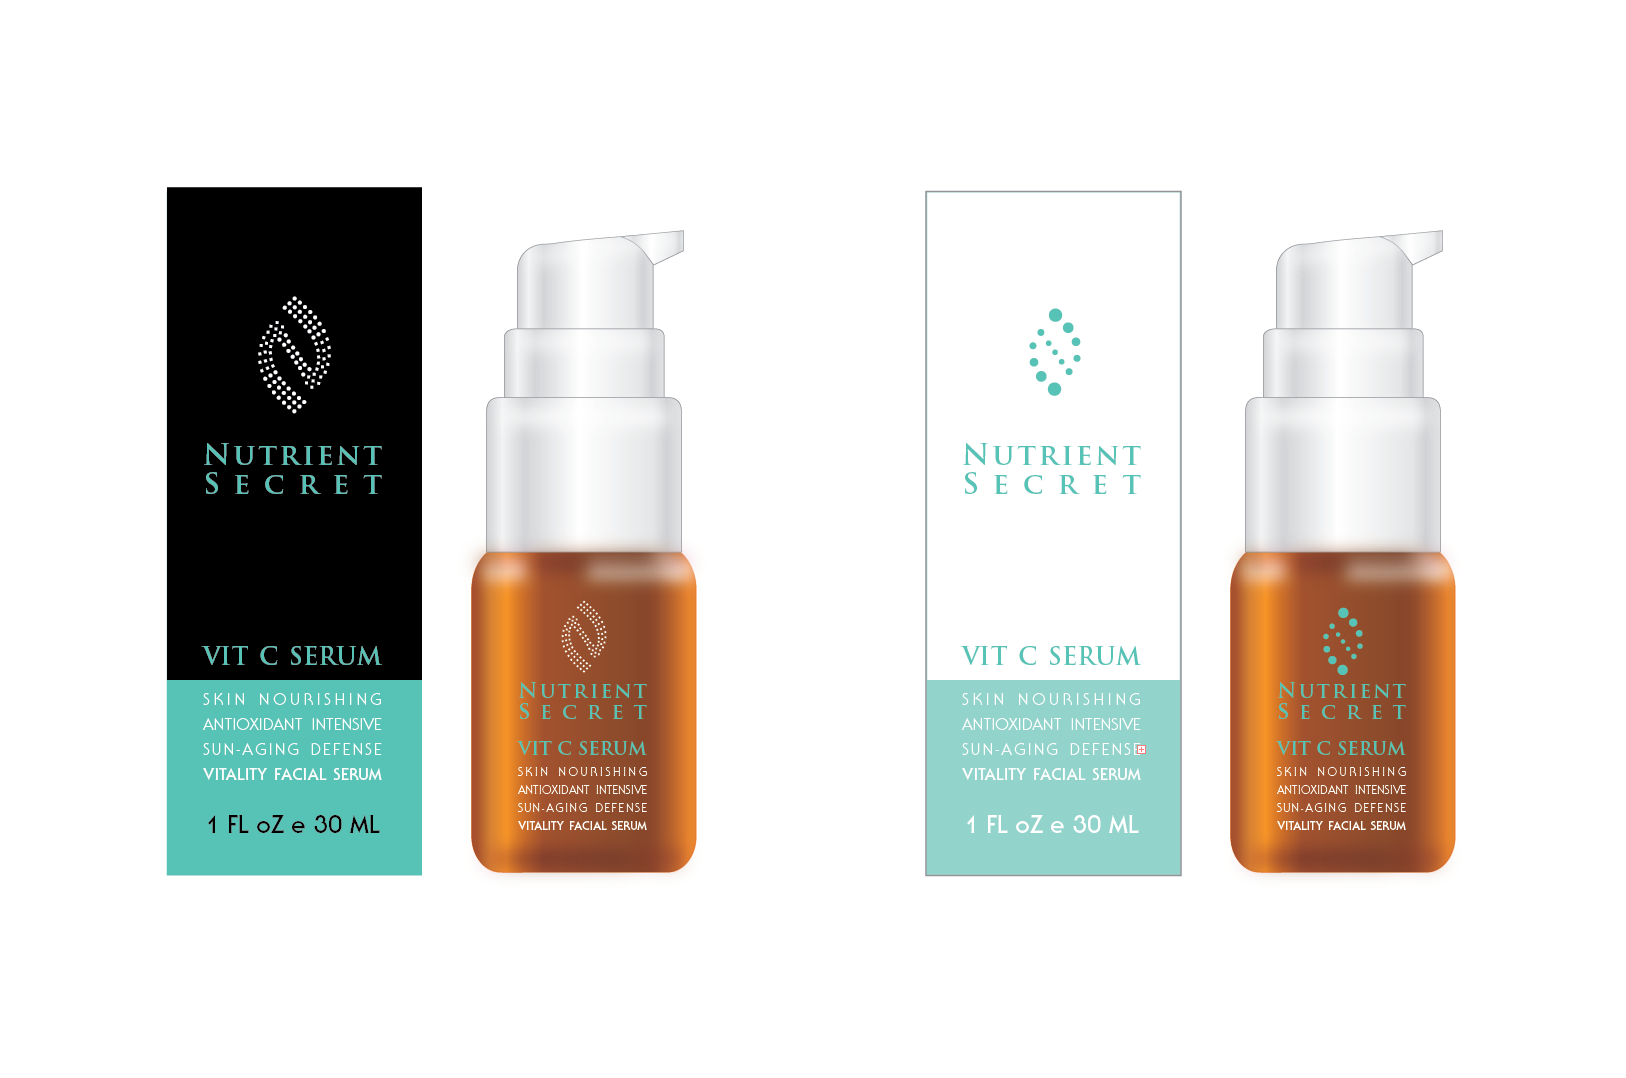 NUTRIENT
SECRET
VIT C SERUM
SKIN NOURISHING
ANTIOXIDANT INTENSIVE
SUN-AGING DEFENSE
VITALITY FACIAL SERUM
1 FL oZ e 30 ML
NUTRIENT
SECRET
VIT C SERUM
SKIN NOURISHING
ANTIOXIDANT INTENSIVE
SUN-AGING DEFENSE
VITALITY FACIAL SERUM
NUTRIENT
SECRET
VIT C SERUM
SKIN NOURISHING
ANTIOXIDANT INTENSIVE
SUN-AGING DEFENSE
VITALITY FACIAL SERUM
1 FL oZ e 30 ML
NUTRIENT
SECRET
VIT C SERUM
SKIN NOURISHING
ANTIOXIDANT INTENSIVE
SUN-AGING DEFENSE
VITALITY FACIAL SERUM